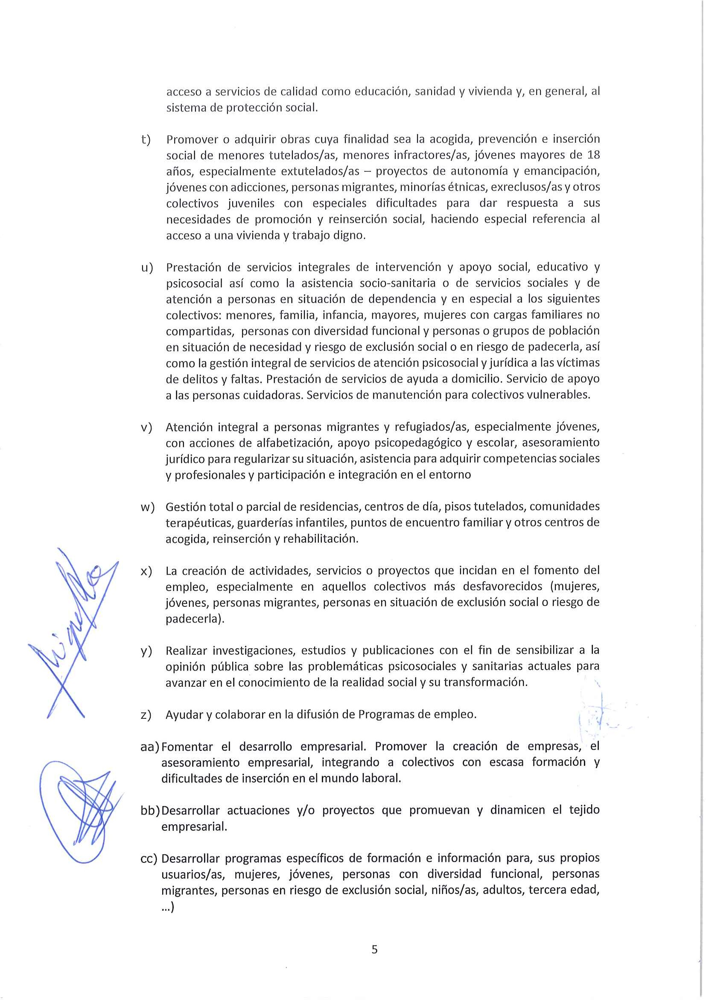 acceso a servicios de calidad como educación, sanidad y vivienda y, en general, al
sistema de protección social.
t) Promover o adquirir obras cuya finalidad sea la acogida, prevención e inserción
social de menores tutelados/as, menores infractores/as, jóvenes mayores de 18
años, especialmente extutelados/as – proyectos de autonomía y emancipación,
jóvenes con adicciones, personas migrantes, minorías étnicas, exreclusos/as y otros
colectivos juveniles con especiales dificultades para dar respuesta a sus
necesidades de promoción y reinserción social, haciendo especial referencia al
acceso a una vivienda y trabajo digno.
u) Prestación de servicios integrales de intervención y apoyo social, educativo y
psicosocial así como la asistencia socio-sanitaria o de servicios sociales y de
atención a personas en situación de dependencia y en especial a los siguientes
colectivos: menores, familia, infancia, mayores, mujeres con cargas familiares no
compartidas, personas con diversidad funcional y personas o grupos de población
en situación de necesidad y riesgo de exclusión social o en riesgo de padecerla, así
como la gestión integral de servicios de atención psicosocial y jurídica a las víctimas
de delitos y faltas. Prestación de servicios de ayuda a domicilio. Servicio de apoyo
a las personas cuidadoras. Servicios de manutención para colectivos vulnerables.
v) Atención integral a personas migrantes y refugiados/as, especialmente jóvenes,
con acciones de alfabetización, apoyo psicopedagógico y escolar, asesoramiento
jurídico para regularizar su situación, asistencia para adquirir competencias sociales
y profesionales y participación e integración en el entorno
w) Gestión total o parcial de residencias, centros de día, pisos tutelados, comunidades
terapéuticas, guarderías infantiles, puntos de encuentro familiar y otros centros de
acogida, reinserción y rehabilitación.
x) La creación de actividades, servicios o proyectos que incidan en el fomento del
empleo, especialmente en aquellos colectivos más desfavorecidos (mujeres,
jóvenes, personas migrantes, personas en situación de exclusión social o riesgo de
padecerla).
y) Realizar investigaciones, estudios y publicaciones con el fin de sensibilizar a la
opinión pública sobre las problemáticas psicosociales y sanitarias actuales para
avanzar en el conocimiento de la realidad social y su transformación.
z) Ayudar y colaborar en la difusión de Programas de empleo.
aa) Fomentar el desarrollo empresarial. Promover la creación de empresas, el
asesoramiento empresarial, integrando a colectivos con escasa formación y
dificultades de inserción en el mundo laboral.
bb) Desarrollar actuaciones y/o proyectos que promuevan y dinamicen el tejido
empresarial.
cc) Desarrollar programas específicos de formación e información para, sus propios
usuarios/as, mujeres, jóvenes, personas con diversidad funcional, personas
migrantes, personas en riesgo de exclusión social, niños/as, adultos, tercera edad,
...)
5